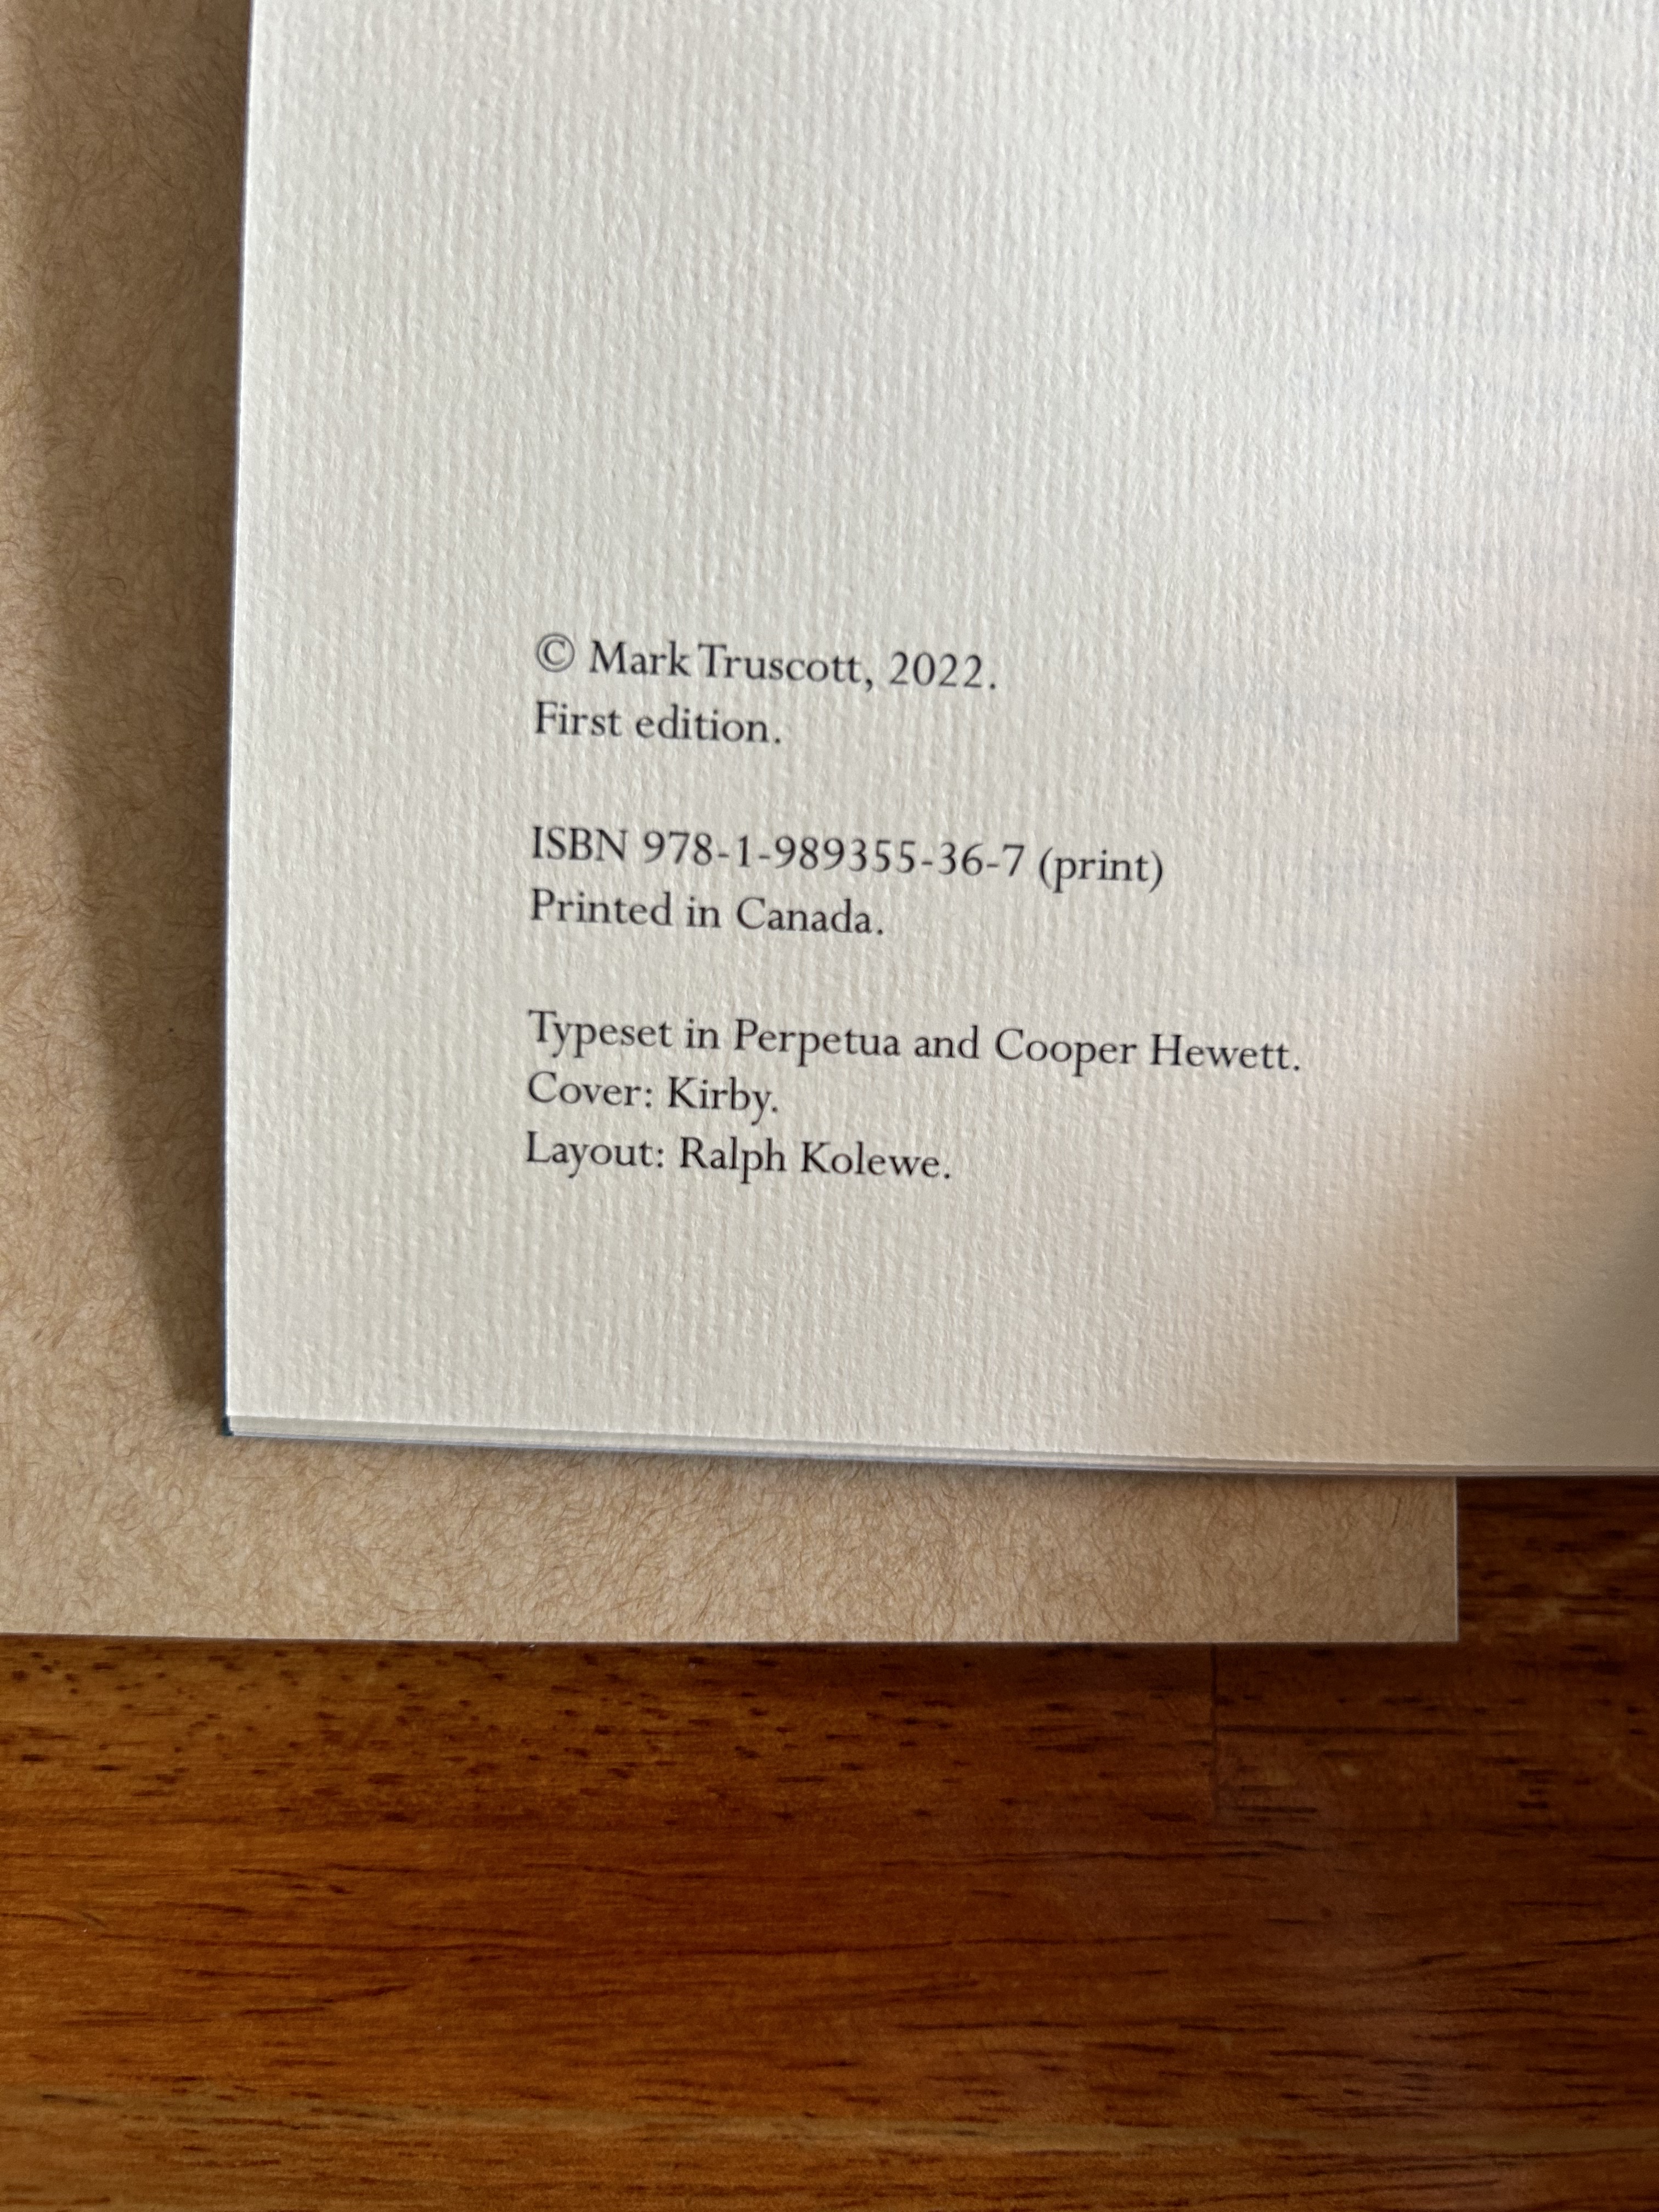 © Mark Truscott, 2022.
First edition.
ISBN 978-1-989355-36-7 (print)
Printed in Canada.
Typeset in Perpetua and Cooper Hewett.
Cover: Kirby.
Layout: Ralph Kolewe.